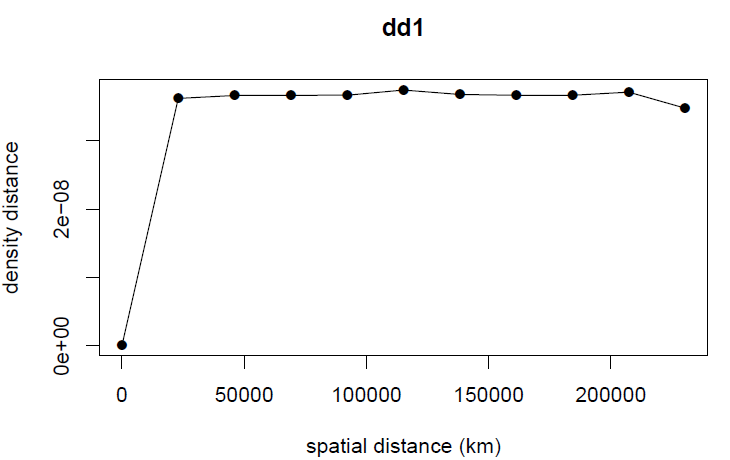 dd1
density distance
2e−08
0e+00
0 50000 100000 150000 200000
spatial distance (km)